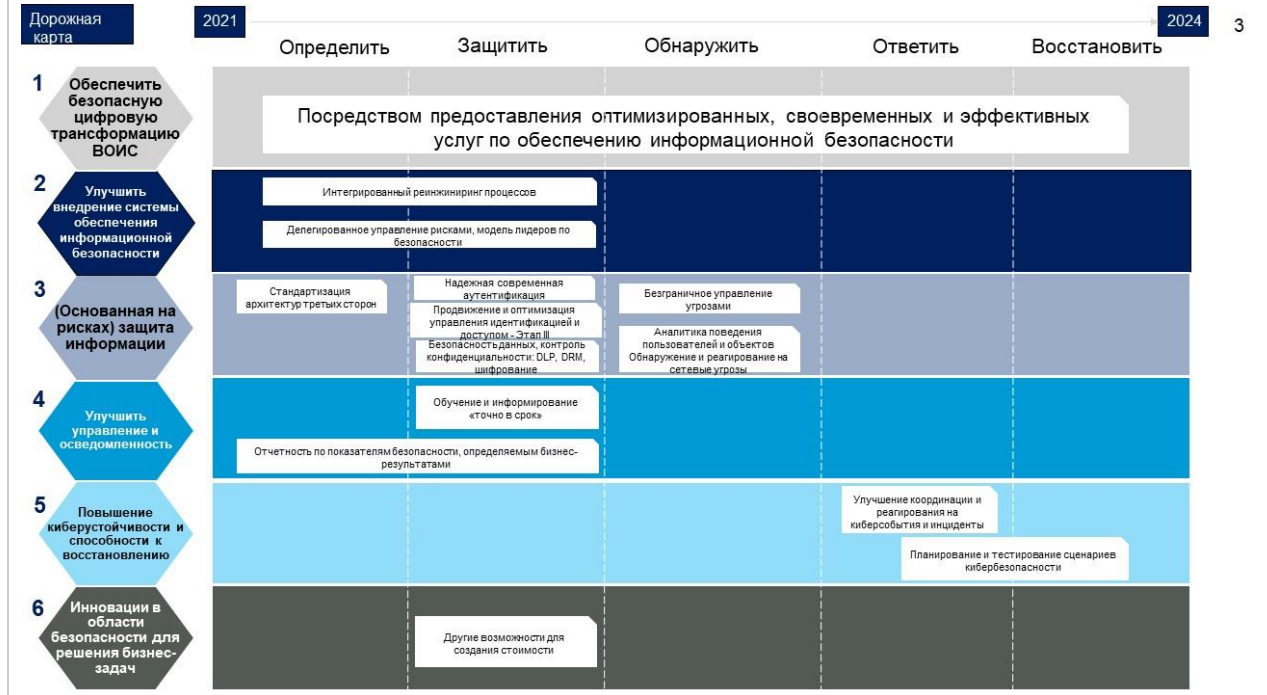 Дорожная
карта
2021
2024
3
Определить
Защитить
Обнаружить
Ответить
Восстановить
1
Обеспечить
безопасную
цифровую
трансформацию
ВОИС
Посредством предоставления оптимизированных, своевременных и эффективных
услуг по обеспечению информационной безопасности
2
Улучшить
внедрение системы
обеспечения
информационной
безопасности
Интегрированный реинжиниринг процессов
Делегированное управление рисками, модель лидеров по
безопасности
3
(Основанная на
рисках) защита
информации
Стандартизация
архитектур третьих сторон
Надежная современная
аутентификация
Продвижение и оптимизация
управления идентификацией и
доступом - Этап III
Безопасность данных, контроль
конфиденциальности: DLP, DRM,
шифрование
Безграничное управление
угрозами
Аналитика поведения
пользователей и объектов
Обнаружение и реагирование на
сетевые угрозы
4
Улучшить
управление и
осведомленность
Обучение и информирование
«точно в срок»
Отчетность по показателям безопасности, определяемым бизнес-
результатами
5
Повышение
киберустойчивости и
способности к
восстановлению
Улучшение координации и
реагирования на
киберсобытия и инциденты
Планирование и тестирование сценариев
кибербезопасности
6
Инновации в
области
безопасности для
решения бизнес-
задач
Другие возможности для
создания стоимости